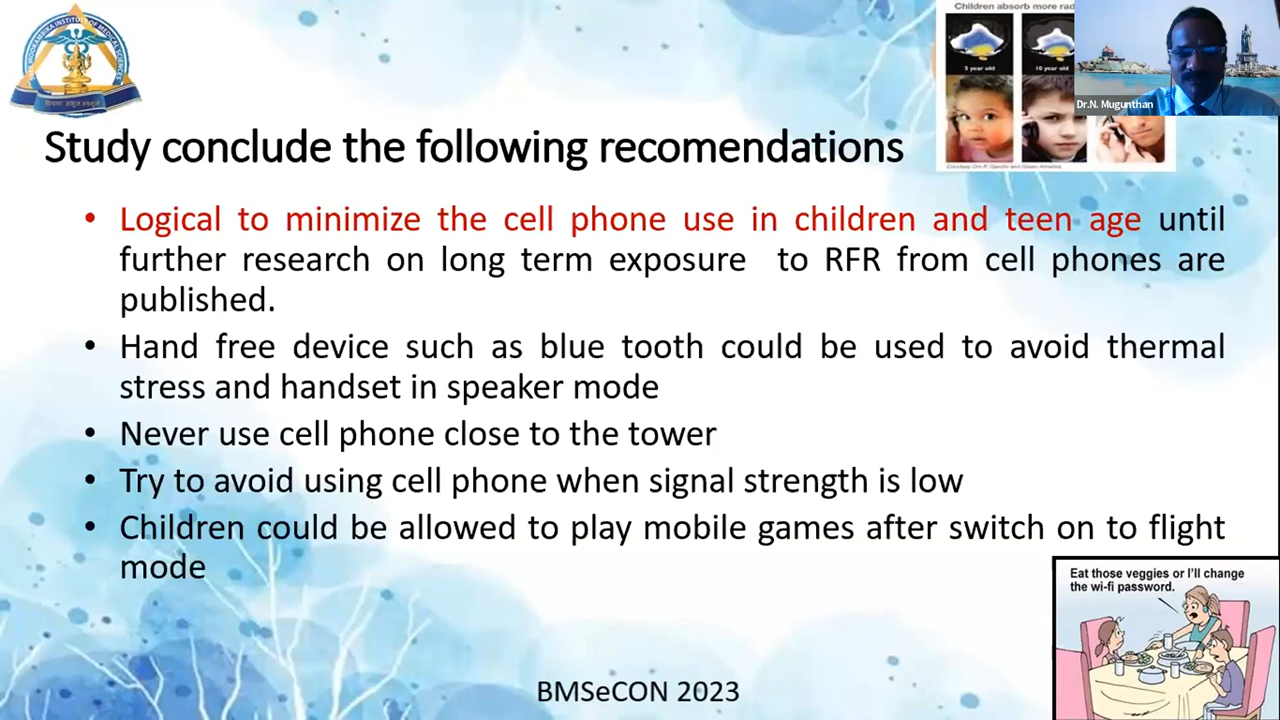 Children absorb more rad
5 year old
10 year old
Dr.N. Mugunthan
Study conclude the following recomendations
• Logical to minimize the cell phone use in children and teen age until
further research on long term exposure to RFR from cell phones are
published.
• Hand free device such as blue tooth could be used to avoid thermal
stress and handset in speaker mode
• Never use cell phone close to the tower
• Try to avoid using cell phone when signal strength is low
• Children could be allowed to play mobile games after switch on to flight
mode
Eat those veggies or I'll change
the wi-fi password.
BMSeCON 2023